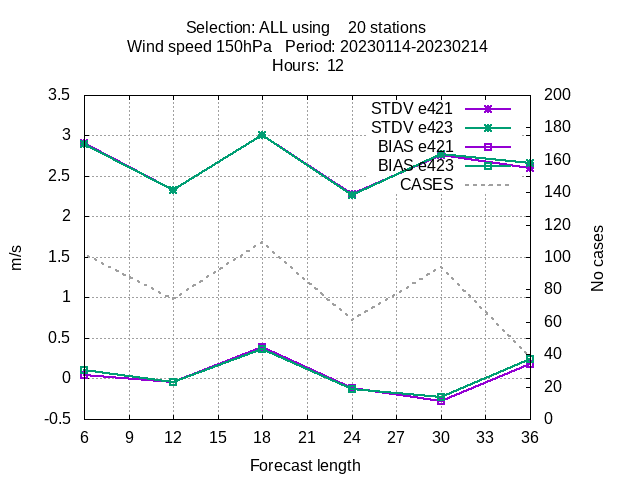 Selection: ALL using    20 stations
Wind speed 150hPa   Period: 20230114-20230214
Hours:  12
3.5
3
2.5
2
1.5
1
0.5
0
-0.5
200
180
160
140
120
100
80
60
40
20
0
STDV e421
STDV e423
BIAS e421
BIAS e423
CASES
m/s
No cases
6 9 12 15 18 21 24 27 30 33 36
Forecast length